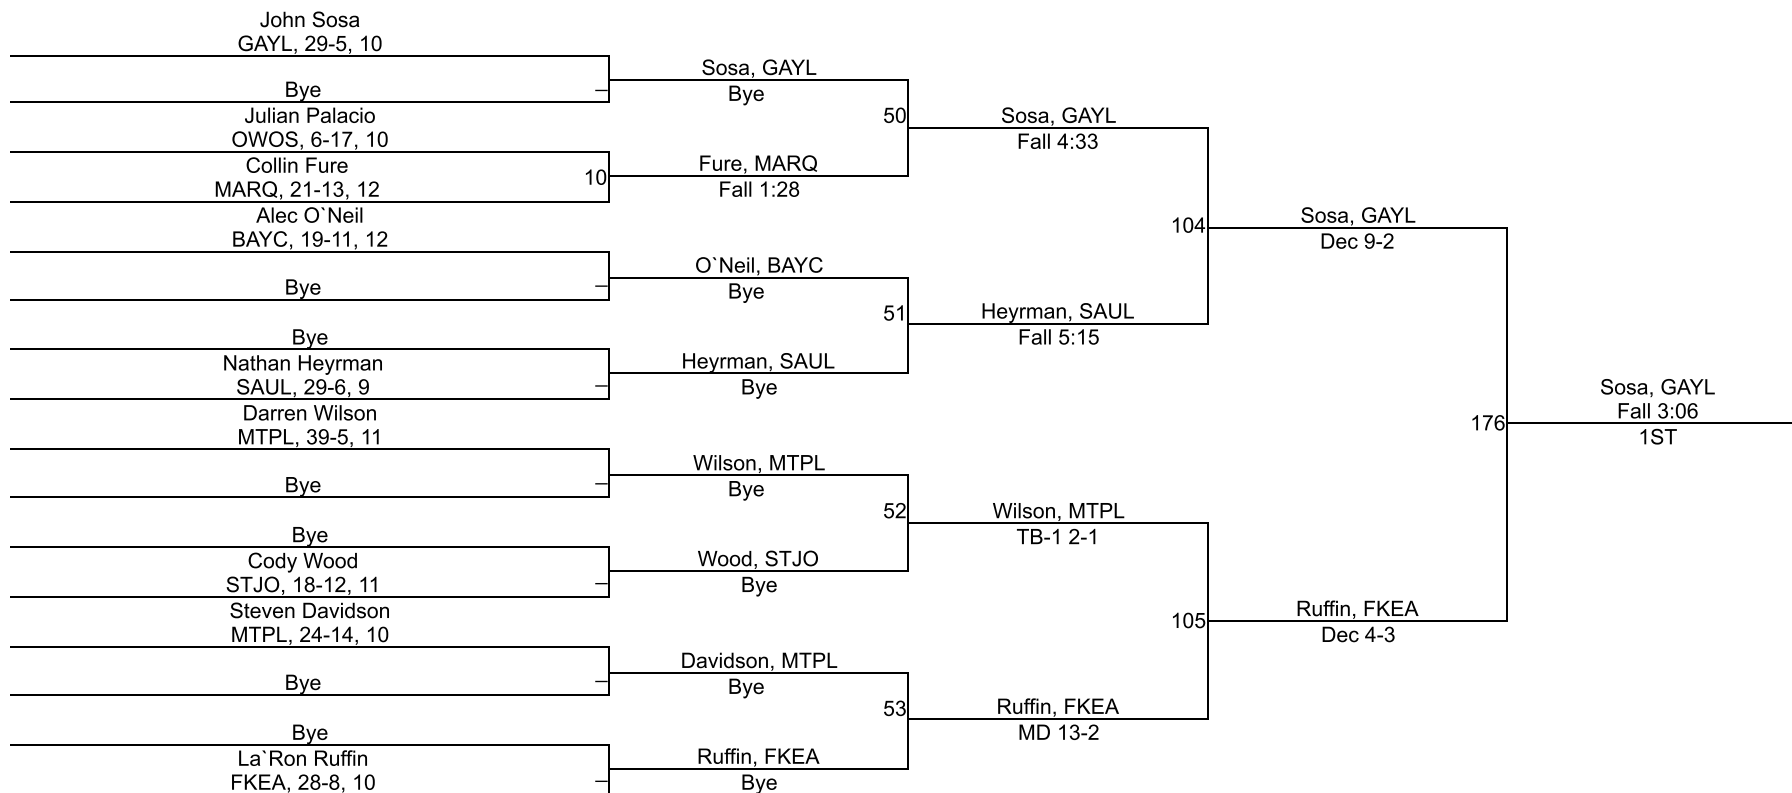 John Sosa
GAYL, 29-5, 10
Bye
Julian Palacio
OWOS, 6-17, 10
Collin Fure
MARQ, 21-13, 12
10
Alec O`Neil
BAYC, 19-11, 12
Bye
Bye
Nathan Heyrman
SAUL, 29-6, 9
Darren Wilson
MTPL, 39-5, 11
Bye
Bye
Cody Wood
STJO, 18-12, 11
Steven Davidson
MTPL, 24-14, 10
Bye
Bye
La`Ron Ruffin
FKEA, 28-8, 10
Sosa, GAYL
Bye
50
Fure, MARQ
Fall 1:28
O`Neil, BAYC
Bye
51
Heyrman, SAUL
Bye
Wilson, MTPL
Bye
52
Wood, STJO
Bye
Davidson, MTPL
Bye
53
Ruffin, FKEA
Bye
Sosa, GAYL
Fall 4:33
104
Heyrman, SAUL
Fall 5:15
Wilson, MTPL
TB-1 2-1
105
Ruffin, FKEA
MD 13-2
Sosa, GAYL
Dec 9-2
176
Ruffin, FKEA
Dec 4-3
Sosa, GAYL
Fall 3:06
1ST